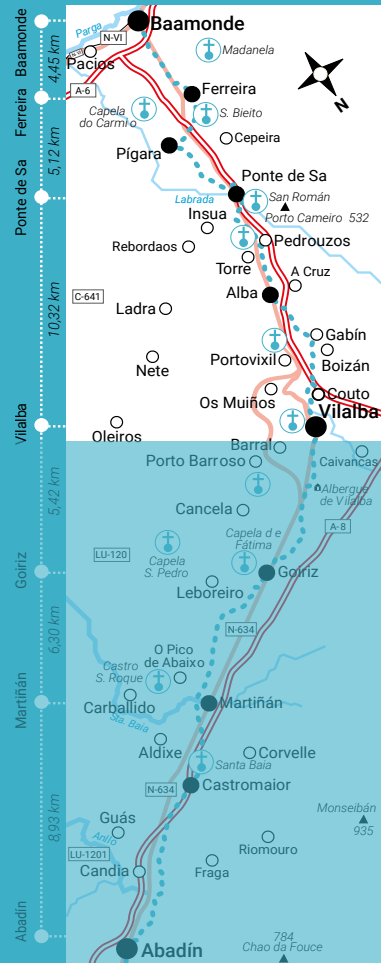 Baamonde
4,45 km
Ferreira
5,12 km
Ponte de Sa
10,32 km
Vilalba
5,42 km
Goiriz
6,30 km
Martiñán
8,93 km
Abadín
Parga
N-VI
Baamonde
N-VI
Pacios
Madanela
A-6
Ferreira
N
Capela
do Carmio
S. Bieito
Cepeira
Pígara
Ponte de Sa
Labrada
San Román
Insua
Porto Cameiro 532
Rebordaos
Pedrouzos
Torre
A Cruz
C-641
Alba
Ladra
Gabín
Nete
Portovixil
Boizán
Os Muiños
Couto
Vilalba
Oleiros
Barral
Caivancas
Porto Barroso
Albergue
de Vilalba
Cancela
A-8
LU-120
Capela
S. Pedro
Capela d e
Fátima
Goiriz
Leboreiro
N-634
O Pico
de Abaixo
Castro
S. Roque
Carballido
Martiñán
Sta. Baia
Aldixe
Corvelle
Santa Baia
Castromaior
N-634
Monseibán
935
Guás
Anllo
Riomouro
LU-1201
Candia
Fraga
Abadín
784
Chao da Fouce